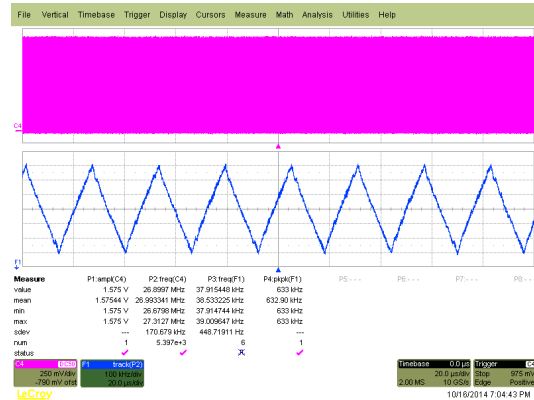 File Vertical Timebase Trigger Display Cursors Measure Math Analysis Utilities Help
C4
F1
Measure P1:ampl(C4) P2:freq(C4) P3:freq(F1) P4:pkpk(F1) P5:--- P6:--- P7:--- P8:---
value 1.575 V 26.8997 MHz 37.915448 kHz 633 kHz
mean 1.57544 V 26.993341 MHz 38.533225 kHz 632.90 kHz
min 1.575 V 26.6798 MHz 37.914744 kHz 633 kHz
max 1.575 V 27.3127 MHz 39.009647 kHz 633 kHz
sdev --- 170.679 kHz 448.71911 Hz ---
num 1 5.397e+3 6 1
status
C4 F1 track(P2) Timebase 0.0 µs Trigger C4
250 mV/div 100 kHz/div 20.0 µs/div Stop 975 mV
-790 mV ofst 20.0 µs/div 2.00 MS 10 GS/s Edge Positive
LeCroy 10/16/2014 7:04:43 PM